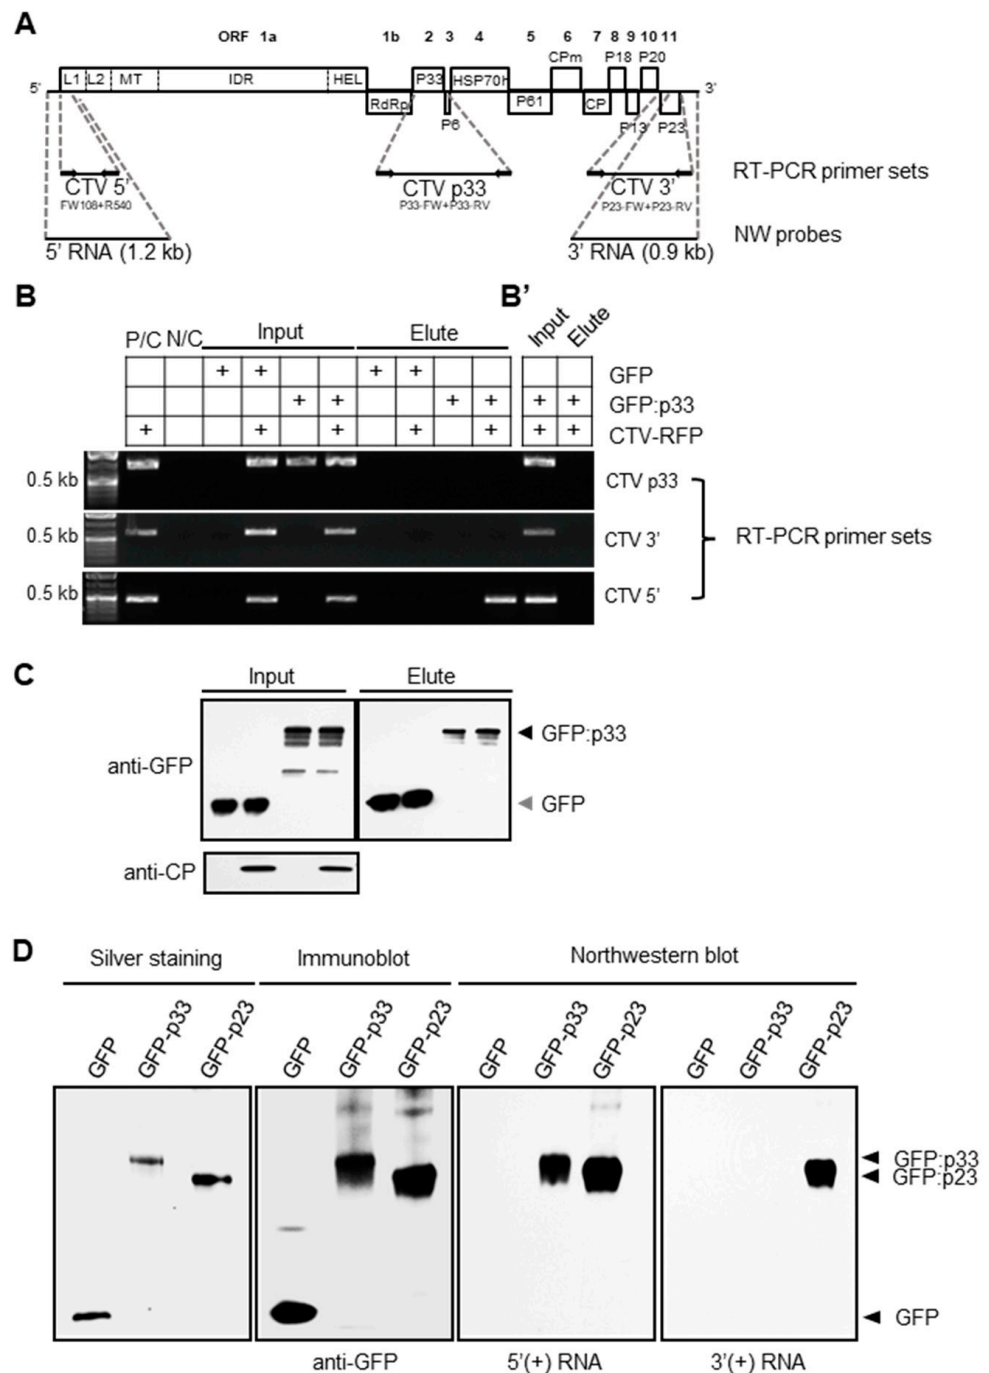 A
ORF 1a 1b 2 3 4 5 6 7 8 9 10 11
CPm P18 P20
5' L1 L2 MT IDR HEL P33 HSP70h 3'
RdRp P6 P61 CP P13 P23
CTV 5' CTV p33 CTV 3' RT-PCR primer sets
FW108+R540 P33-FW+P33-RV P23-FW+P23-RV
5' RNA (1.2 kb) 3' RNA (0.9 kb) NW probes
B B'
P/C N/C Input Elute Input Elute
+ + + + GFP
+ + + + + + GFP:p33
+ + + + + + + CTV-RFP
0.5 kb CTV p33
0.5 kb CTV 3' RT-PCR primer sets
0.5 kb CTV 5'
C
Input Elute
anti-GFP GFP:p33
GFP
anti-CP
D
Silver staining Immunoblot Northwestern blot
GFP GFP-p33 GFP-p23 GFP GFP-p33 GFP-p23 GFP GFP-p33 GFP-p23 GFP GFP-p33 GFP-p23
GFP:p33
GFP:p23
GFP
anti-GFP 5'(+) RNA 3'(+) RNA